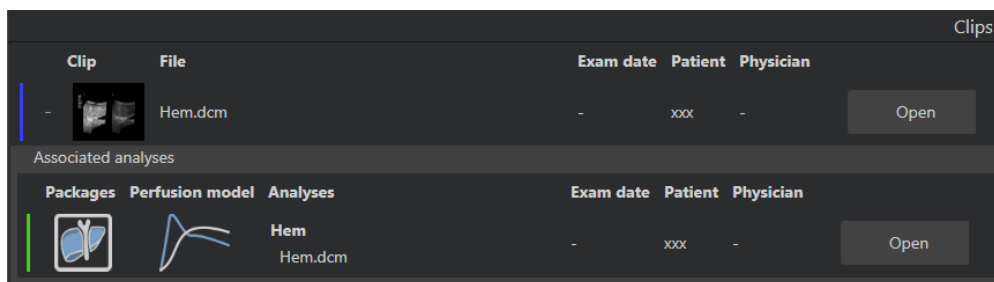 Clips
Clip File Exam date Patient Physician
- Hem.dcm - xxx - Open
Associated analyses
Packages Perfusion model Analyses Exam date Patient Physician
Hem
Hem.dcm - xxx - Open